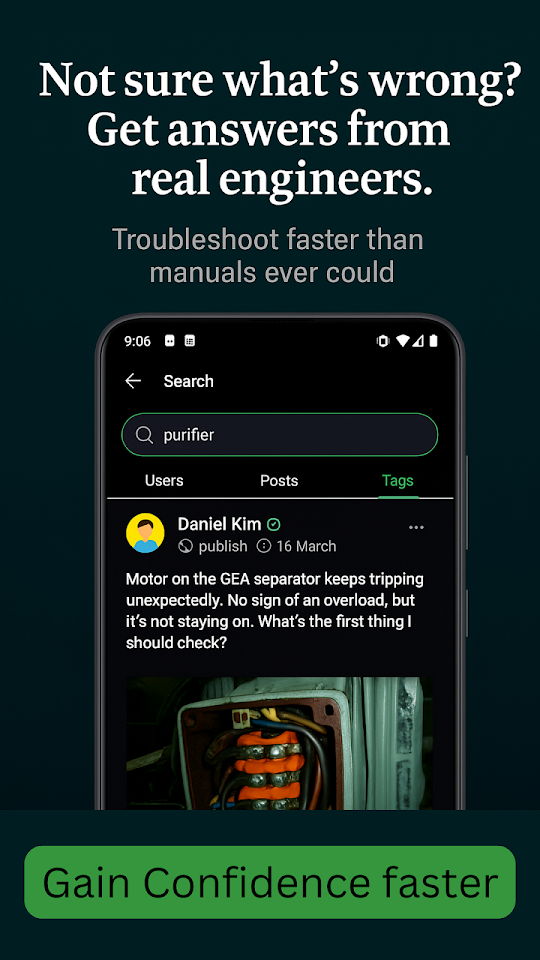 Not sure what’s wrong?
Get answers from
real engineers.
Troubleshoot faster than
manuals ever could
9:06
Search
purifier
Users Posts Tags
Daniel Kim
publish 16 March
Motor on the GEA separator keeps tripping
unexpectedly. No sign of an overload, but
it’s not staying on. What’s the first thing I
should check?
Gain Confidence faster